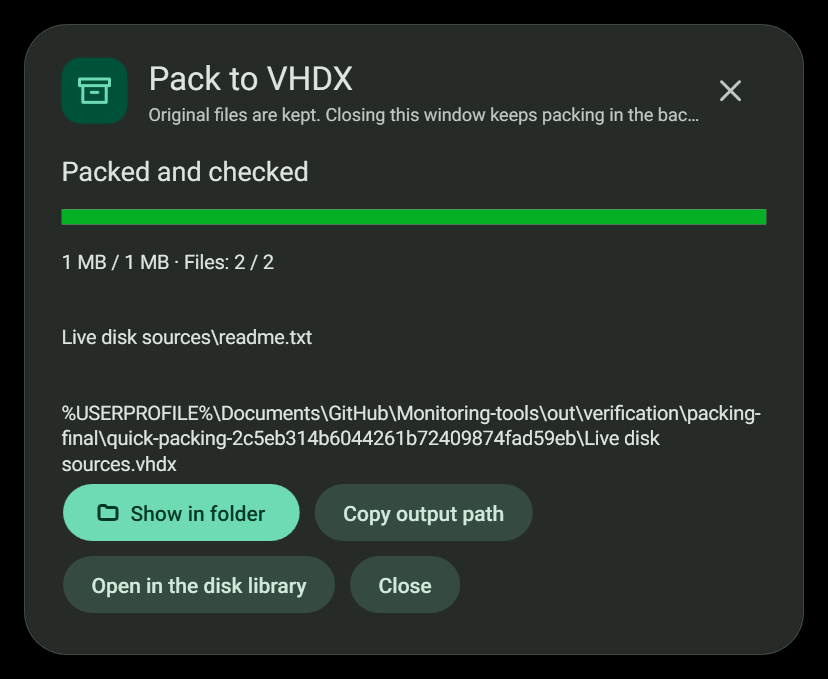 Pack to VHDX
Original files are kept. Closing this window keeps packing in the bac...
Packed and checked
1 MB / 1 MB · Files: 2 / 2
Live disk sources\readme.txt
%USERPROFILE%\Documents\GitHub\Monitoring-tools\out\verification\packing-
final\quick-packing-2c5eb314b6044261b72409874fad59eb\Live disk
sources.vhdx
Show in folder
Copy output path
Open in the disk library
Close